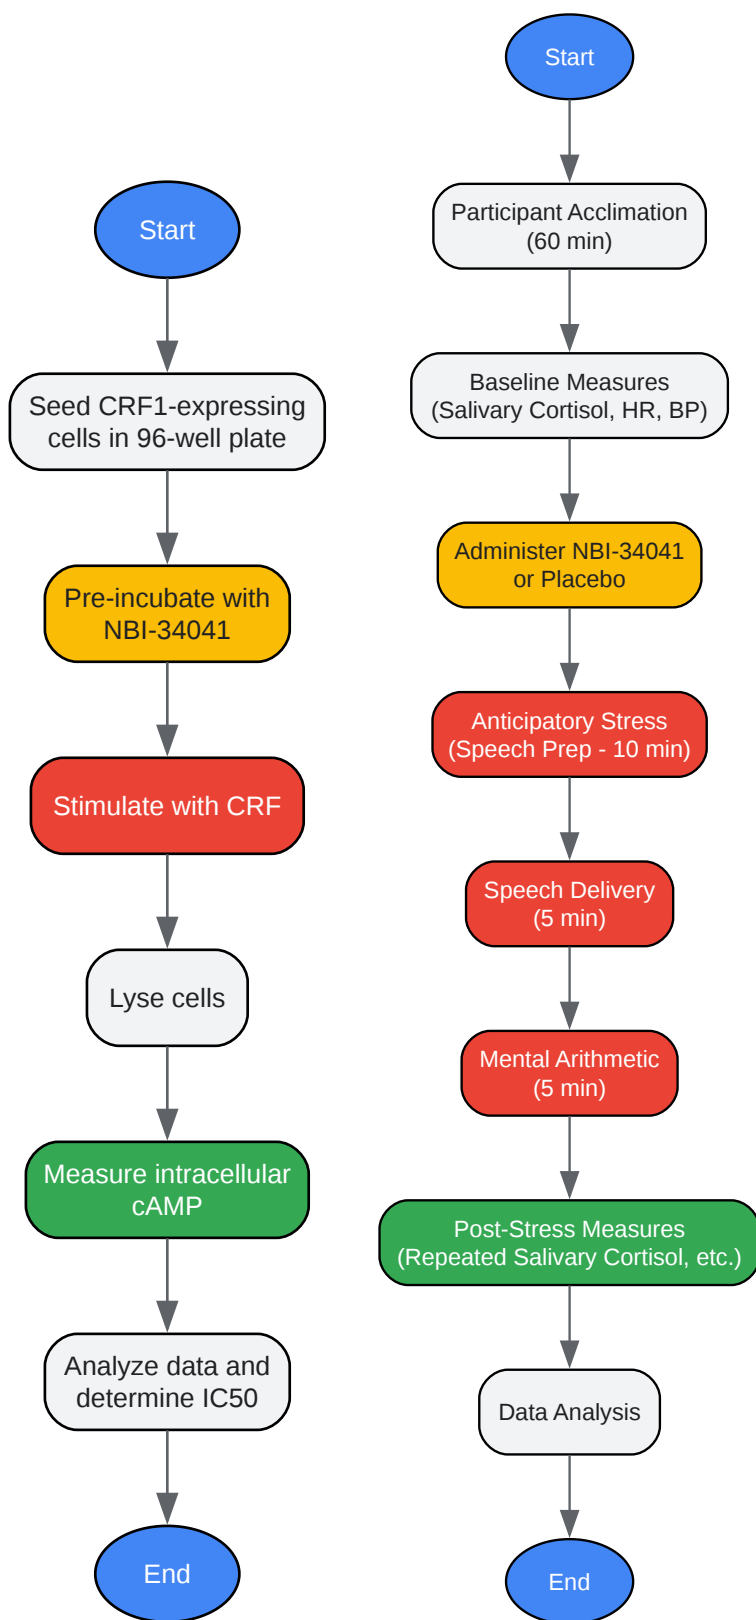 Start
Seed CRF1-expressing
cells in 96-well plate
Pre-incubate with
NBI-34041
Stimulate with CRF
Lyse cells
Measure intracellular
cAMP
Analyze data and
determine IC50
End
Start
Participant Acclimation
(60 min)
Baseline Measures
(Salivary Cortisol, HR, BP)
Administer NBI-34041
or Placebo
Anticipatory Stress
(Speech Prep - 10 min)
Speech Delivery
(5 min)
Mental Arithmetic
(5 min)
Post-Stress Measures
(Repeated Salivary Cortisol, etc.)
Data Analysis
End